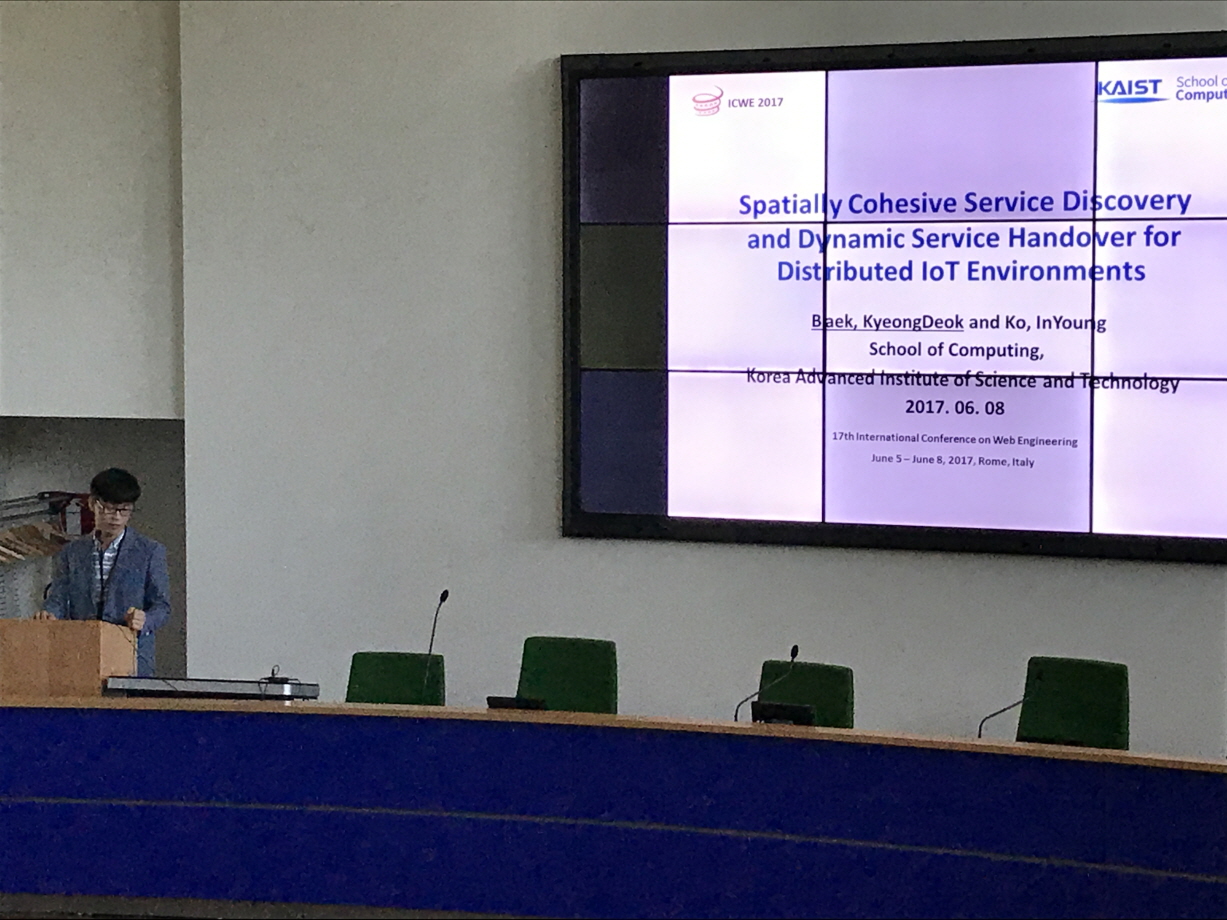 ICWE 2017
KAIST
School o
Comput
Spatially Cohesive Service Discovery
and Dynamic Service Handover for
Distributed IoT Environments
Baek, KyeongDeok and Ko, InYoung
School of Computing,
Korea Advanced Institute of Science and Technology
2017. 06. 08
17th International Conference on Web Engineering
June 5 – June 8, 2017, Rome, Italy